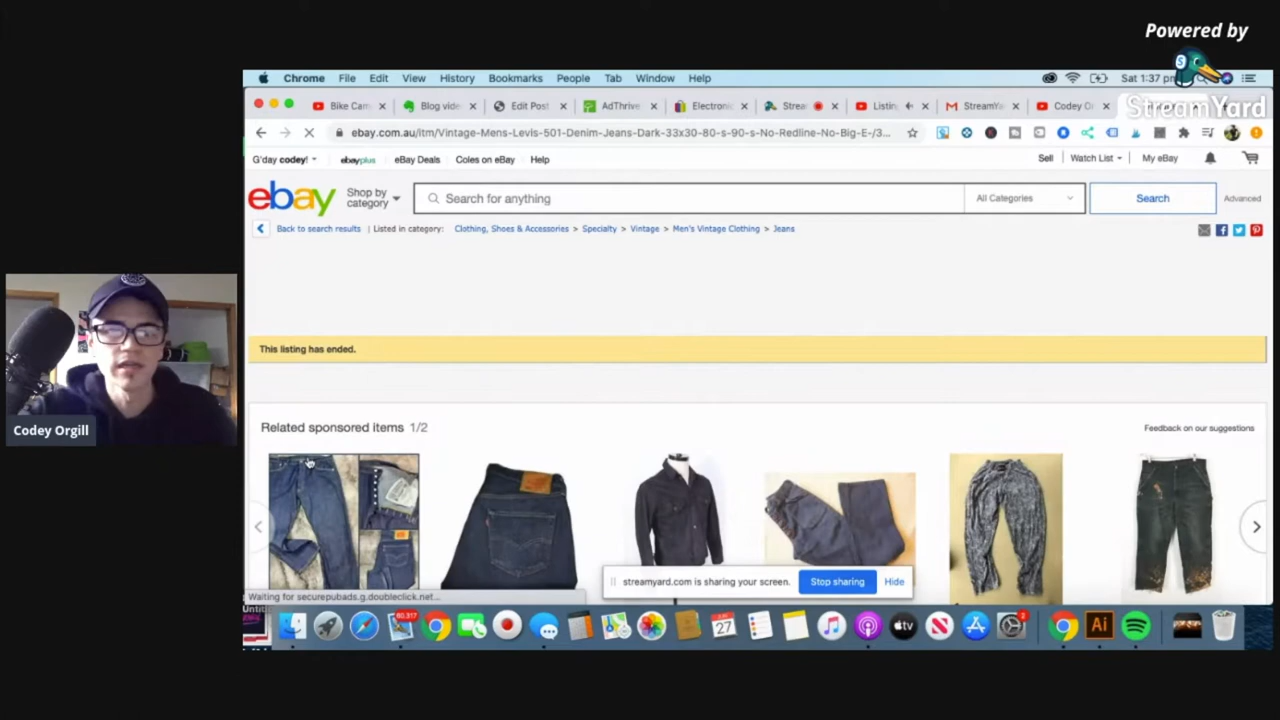 Powered by
StreamYard
Chrome File Edit View History Bookmarks People Tab Window Help
Sat 1:37
Bike Cam
Blog vide
Edit Post
AdThrive
Electronic
Strea
Listin
StreamYa
Codey O
ebay.com.au/itm/Vintage-Mens-Levis-501-Denim-Jeans-Dark-33x30-80-s-90-s-No-Redline-No-Big-E-/3...
G'day codey!
ebayplus
eBay Deals
Coles on eBay
Help
Sell
Watch List
My eBay
ebay
Shop by category
Search for anything
All Categories
Search
Advanced
Back to search results | Listed in category: Clothing, Shoes & Accessories > Specialty > Vintage > Men's Vintage Clothing > Jeans
This listing has ended.
Related sponsored items 1/2
Feedback on our suggestions
Codey Orgill
streamyard.com is sharing your screen.
Stop sharing
Hide
Waiting for securepubads.g.doubleclick.net...
27
tv
Ai